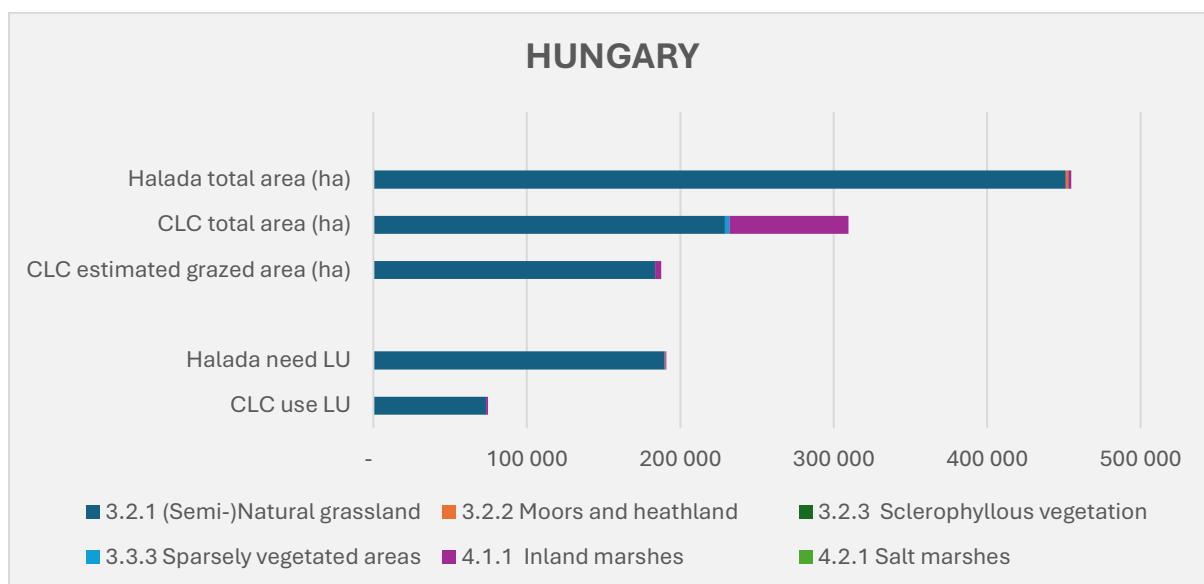 HUNGARY
Halada total area (ha)
CLC total area (ha)
CLC estimated grazed area (ha)
Halada need LU
CLC use LU
- 100 000 200 000 300 000 400 000 500 000
3.2.1 (Semi-)Natural grassland 3.2.2 Moors and heathland 3.2.3 Sclerophyllous vegetation
3.3.3 Sparsely vegetated areas 4.1.1 Inland marshes 4.2.1 Salt marshes